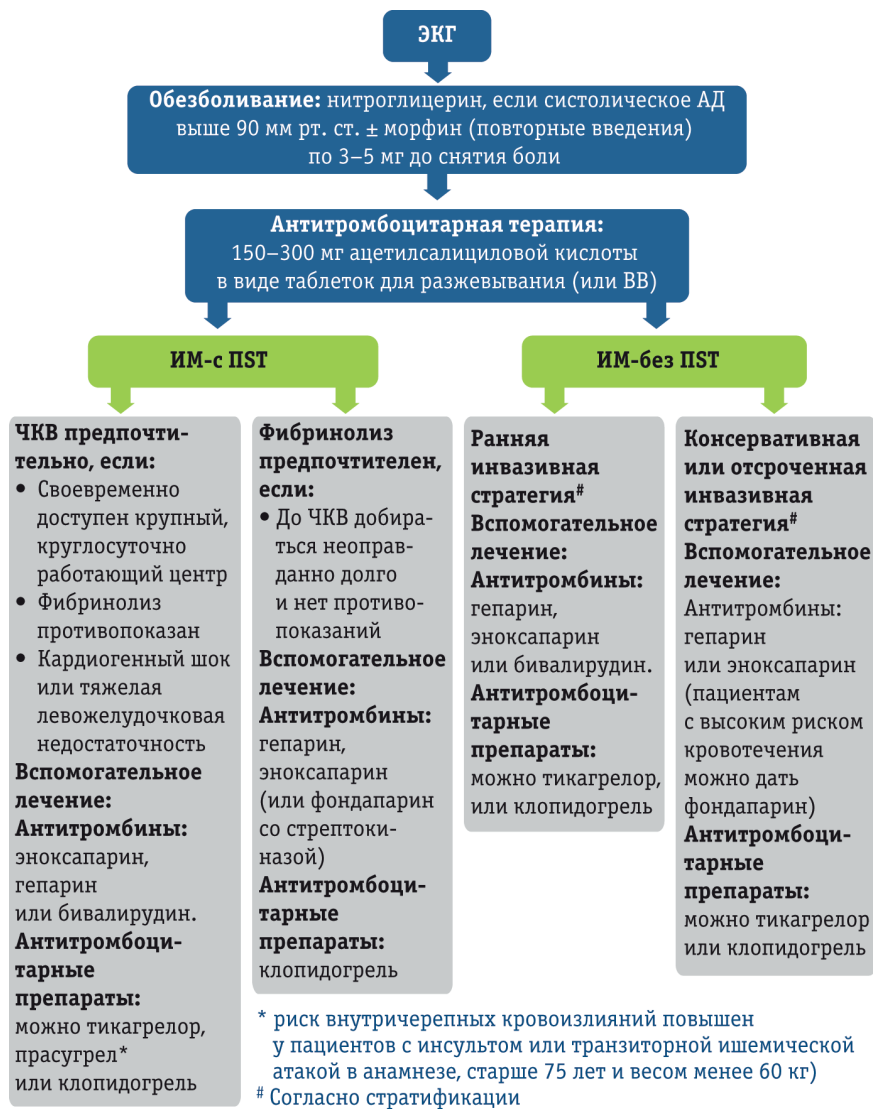 ЭКГ
Обезболивание: нитроглицерин, если систолическое АД
выше 90 мм рт. ст. ± морфин (повторные введения)
по 3–5 мг до снятия боли
Антитромбоцитарная терапия:
150–300 мг ацетилсалициловой кислоты
в виде таблеток для разжевывания (или ВВ)
ИМ-с ПST
ИМ-без ПST
ЧКВ предпочти-
тельно, если:
• Своевременно
доступен крупный,
круглосуточно
работающий центр
• Фибринолиз
противопоказан
• Кардиогенный шок
или тяжелая
левожелудочковая
недостаточность
Вспомогательное
лечение:
Антитромбины:
эноксапарин,
гепарин
или бивалирудин.
Антитромбоци-
тарные
препараты:
можно тикагрелор,
прасугрел*
или клопидогрель
Фибринолиз
предпочтителен,
если:
• До ЧКВ добира-
ться неоправ-
данно долго
и нет противо-
показаний
Вспомогательное
лечение:
Антитромбины:
гепарин,
эноксапарин
(или фондапарин
со стрептоки-
назой)
Антитромбоци-
тарные
препараты:
клопидогрель
Ранняя
инвазивная
стратегия#
Вспомогательное
лечение:
Антитромбины:
гепарин,
эноксапарин
или бивалирудин.
Антитромбоци-
тарные
препараты:
можно тикагрелор,
или клопидогрель
Консервативная
или отсроченная
инвазивная
стратегия#
Вспомогательное
лечение:
Антитромбины:
гепарин
или эноксапарин
(пациентам
с высоким риском
кровотечения
можно дать
фондапарин)
Антитромбоци-
тарные
препараты:
можно тикагрелор
или клопидогрель
* риск внутричерепных кровоизлияний повышен
у пациентов с инсультом или транзиторной ишемической
атакой в анамнезе, старше 75 лет и весом менее 60 кг)
# Согласно стратификации